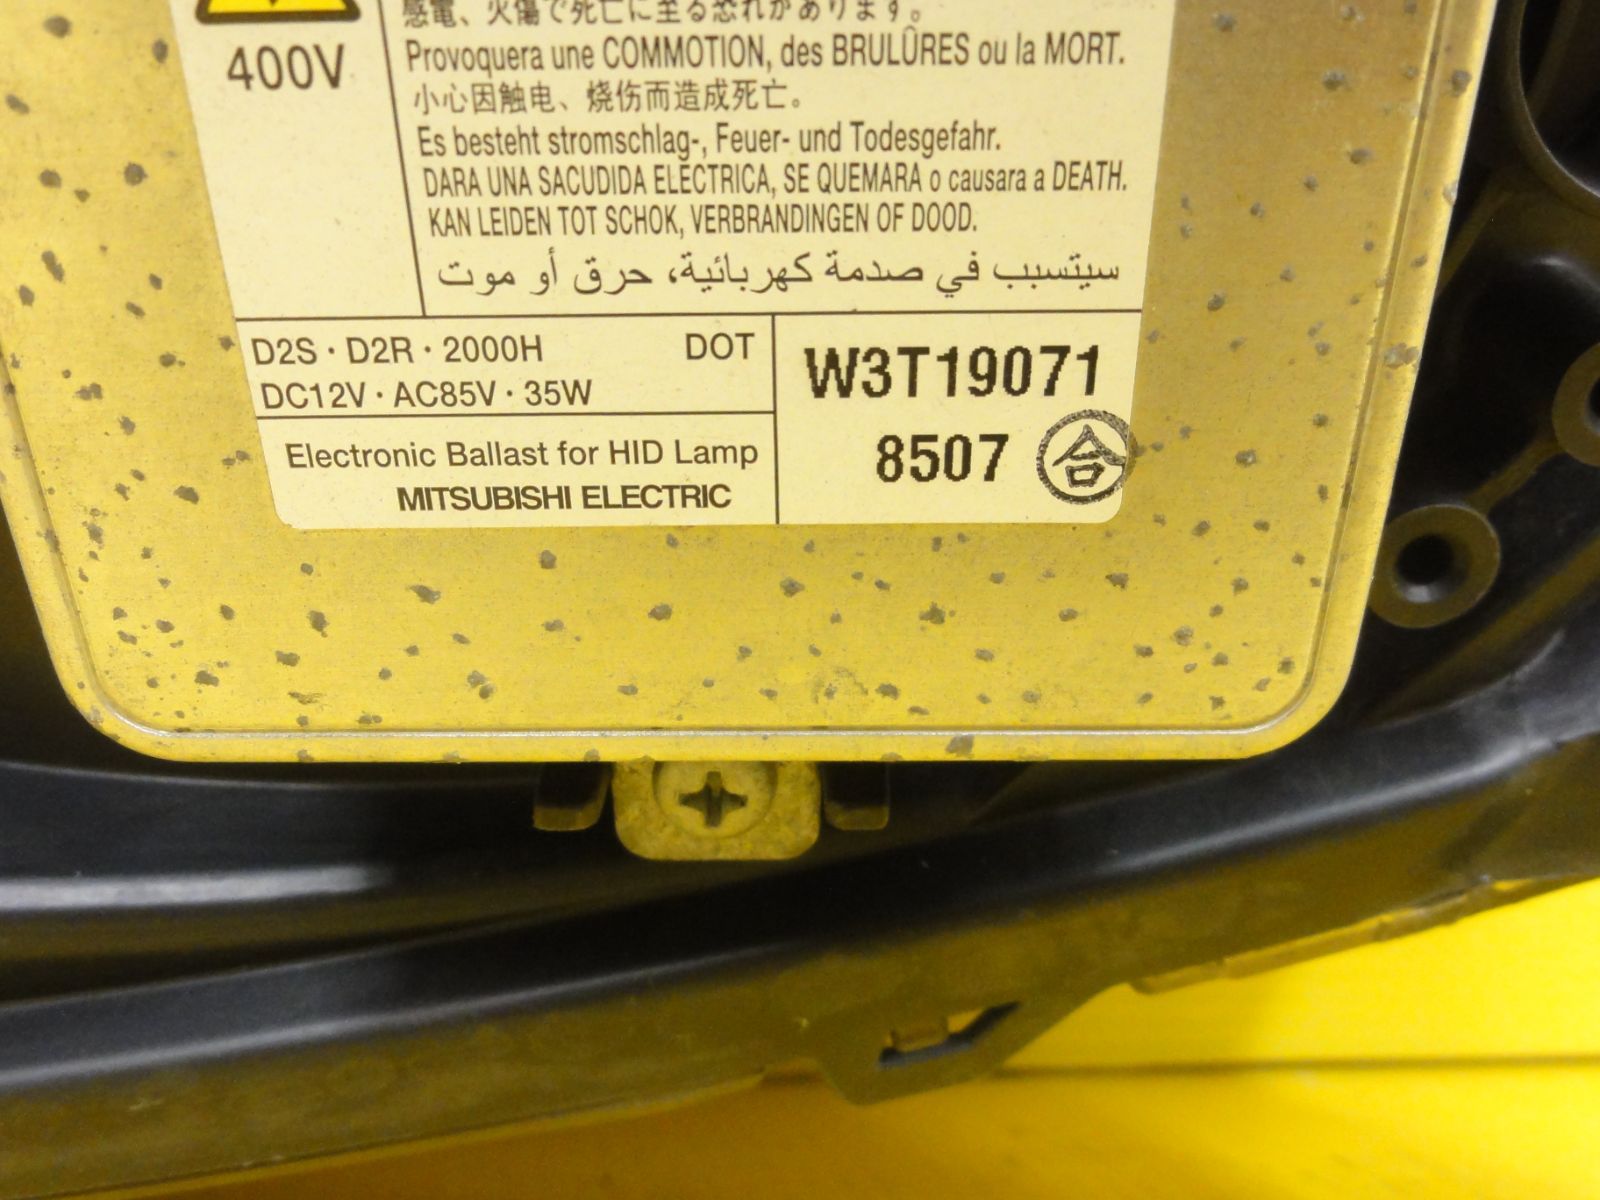 感電、火傷で死亡に至る恐れがあります。
400V
Provoquera une COMMOTION, des BRULÛRES ou la MORT.
小心因触电、烧伤而造成死亡。
Es besteht stromschlag-, Feuer- und Todesgefahr.
DARA UNA SACUDIDA ELECTRICA, SE QUEMARA o causara a DEATH.
KAN LEIDEN TOT SCHOK, VERBRANDINGEN OF DOOD.
سيتسبب في صدمة كهربائية، حرق أو موت
D2S・D2R・2000H DOT
DC12V・AC85V・35W
Electronic Ballast for HID Lamp
MITSUBISHI ELECTRIC
W3T19071
8507 合